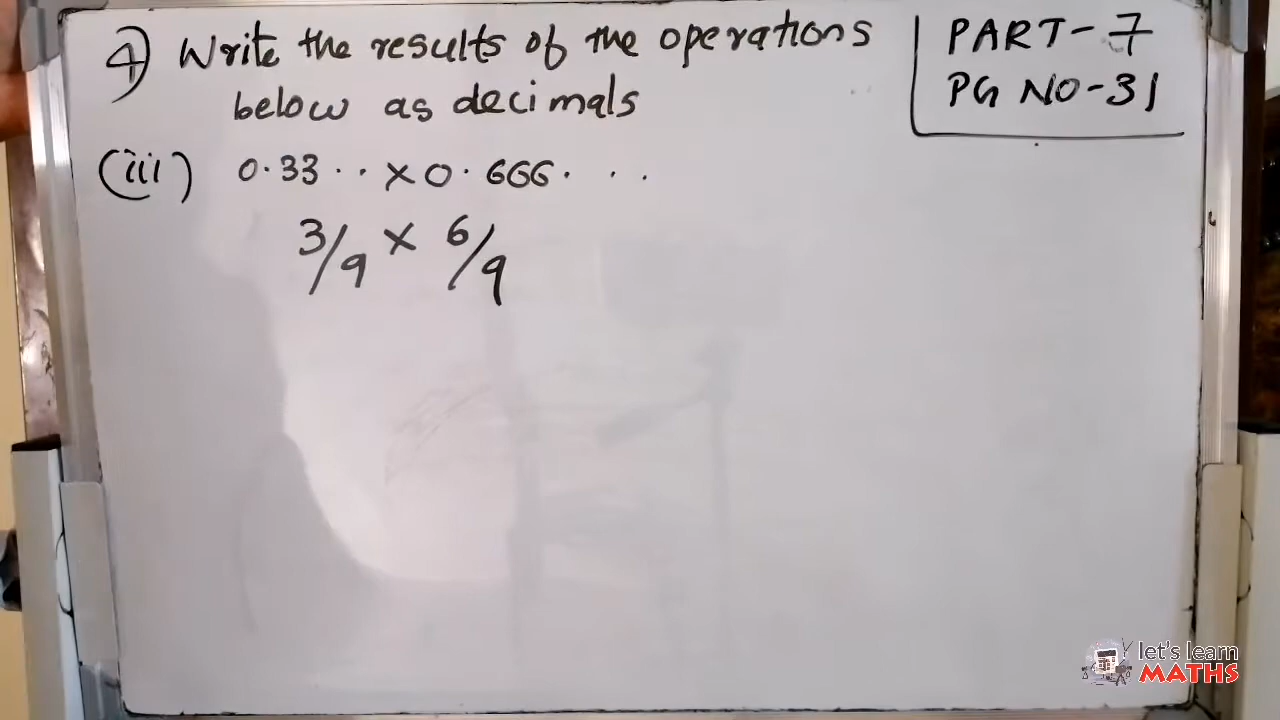 4) Write the results of the operations
below as decimals
PART-7
PG NO-31
(iii) 0.33.. × 0.666. . .
3/9 × 6/9
let's learn
MATHS